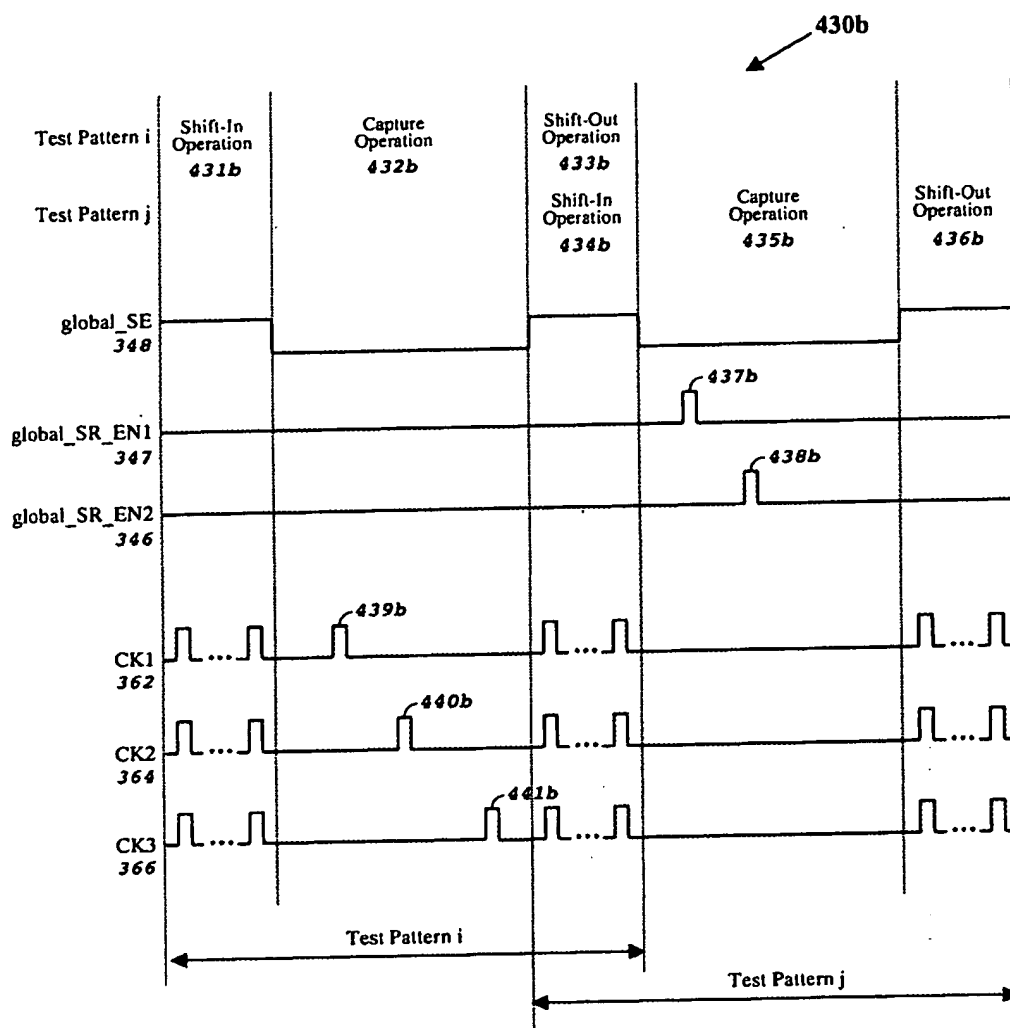 430b
Test Pattern i
Shift-In
Operation
431b
Capture
Operation
432b
Shift-Out
Operation
433b
Test Pattern j
Shift-In
Operation
434b
Capture
Operation
435b
Shift-Out
Operation
436b
global_SE
348
437b
global_SR_EN1
347
438b
global_SR_EN2
346
439b
CK1
362
440b
CK2
364
441b
CK3
366
Test Pattern i
Test Pattern j